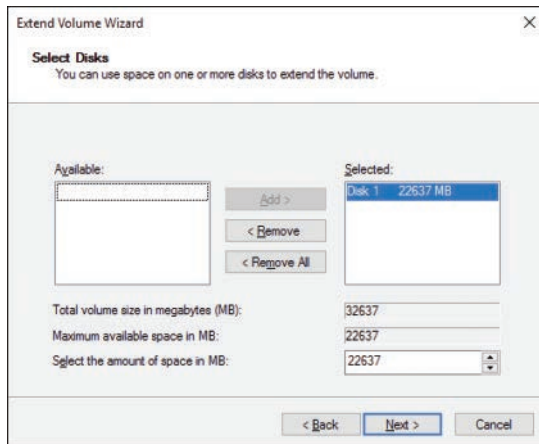 Extend Volume Wizard
Select Disks
You can use space on one or more disks to extend the volume.
Available:
Selected:
Add >
Disk 1 22637 MB
< Remove
< Remove All
Total volume size in megabytes (MB): 32637
Maximum available space in MB: 22637
Select the amount of space in MB: 22637
< Back Next > Cancel